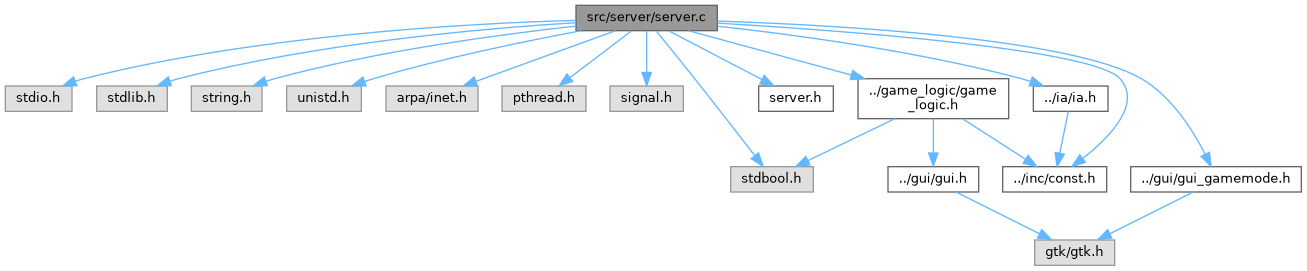 src/server/server.c
stdio.h
stdlib.h
string.h
unistd.h
arpa/inet.h
pthread.h
signal.h
server.h
../game_logic/game
_logic.h
../ia/ia.h
stdbool.h
../gui/gui.h
../inc/const.h
../gui/gui_gamemode.h
gtk/gtk.h